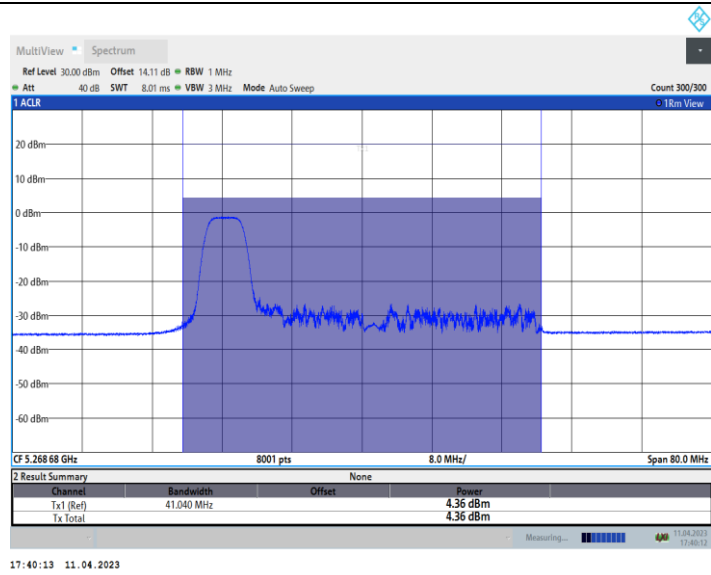 MultiView Spectrum
Ref Level 30.00 dBm Offset 14.11 dB RBW 1 MHz
Att 40 dB SWT 8.01 ms VBW 3 MHz Mode Auto Sweep Count 300/300
1 ACLR 1Rm View
20 dBm
10 dBm
0 dBm
-10 dBm
-20 dBm
-30 dBm
-40 dBm
-50 dBm
-60 dBm
CF 5.268 68 GHz 8001 pts 8.0 MHz/ Span 80.0 MHz
2 Result Summary None
Channel Bandwidth Offset Power
Tx1 (Ref) 41.040 MHz 4.36 dBm
Tx Total 4.36 dBm
Measuring... 11.04.2023
17:40:12
17:40:13 11.04.2023